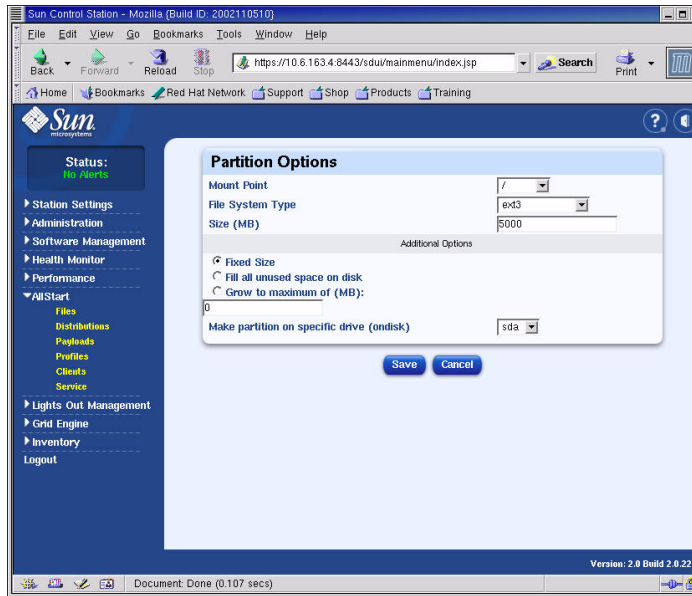 Sun Control Station - Mozilla {Build ID: 2002110510}
File Edit View Go Bookmarks Tools Window Help
Back Forward Reload Stop https://10.6.163.4:8443/sdui/mainmenu/index.jsp Search Print
Home Bookmarks Red Hat Network Support Shop Products Training
Sun
microsystems
?
Status:
No Alerts
Station Settings
Administration
Software Management
Health Monitor
Performance
AllStart
Files
Distributions
Payloads
Profiles
Clients
Service
Lights Out Management
Grid Engine
Inventory
Logout
Partition Options
Mount Point /
File System Type ext3
Size (MB) 5000
Additional Options
Fixed Size
Fill all unused space on disk
Grow to maximum of (MB):
0
Make partition on specific drive (ondisk) sda
Save Cancel
Version: 2.0 Build 2.0.22
Document: Done (0.107 secs)